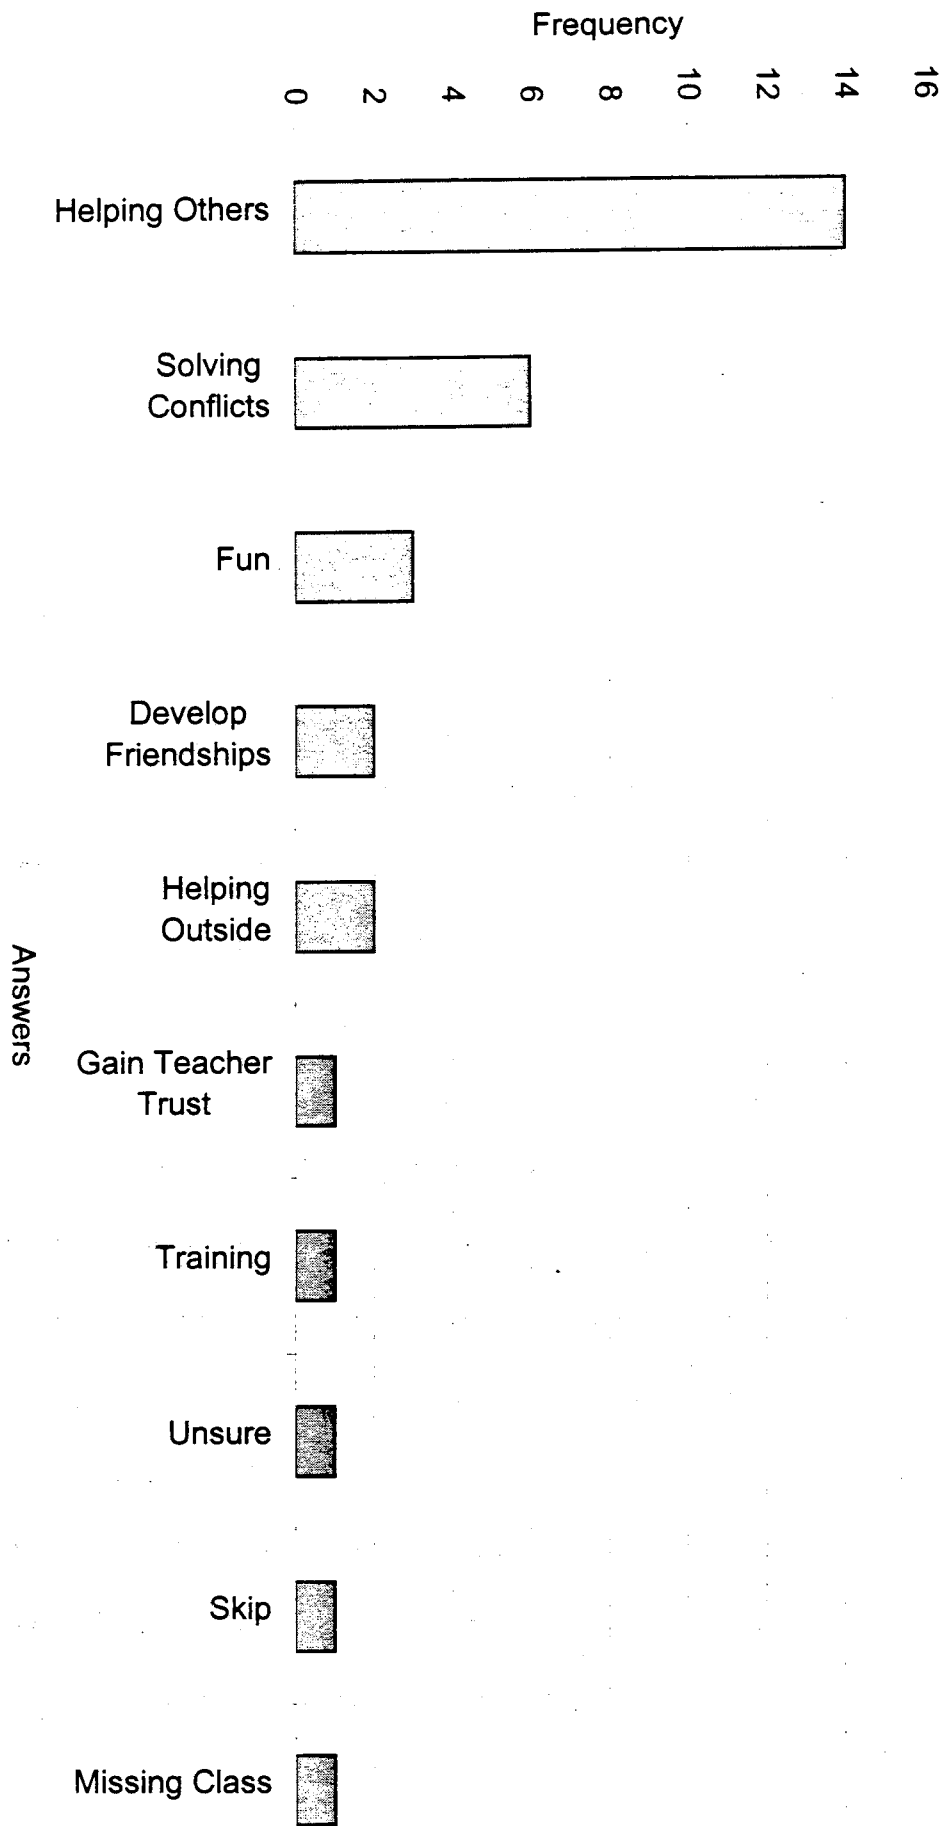 Frequency
0
2
4
6
8
10
12
14
16
Helping Others
Solving
Conflicts
Fun
Develop
Friendships
Helping
Outside
Gain Teacher
Trust
Training
Unsure
Skip
Missing Class
Answers